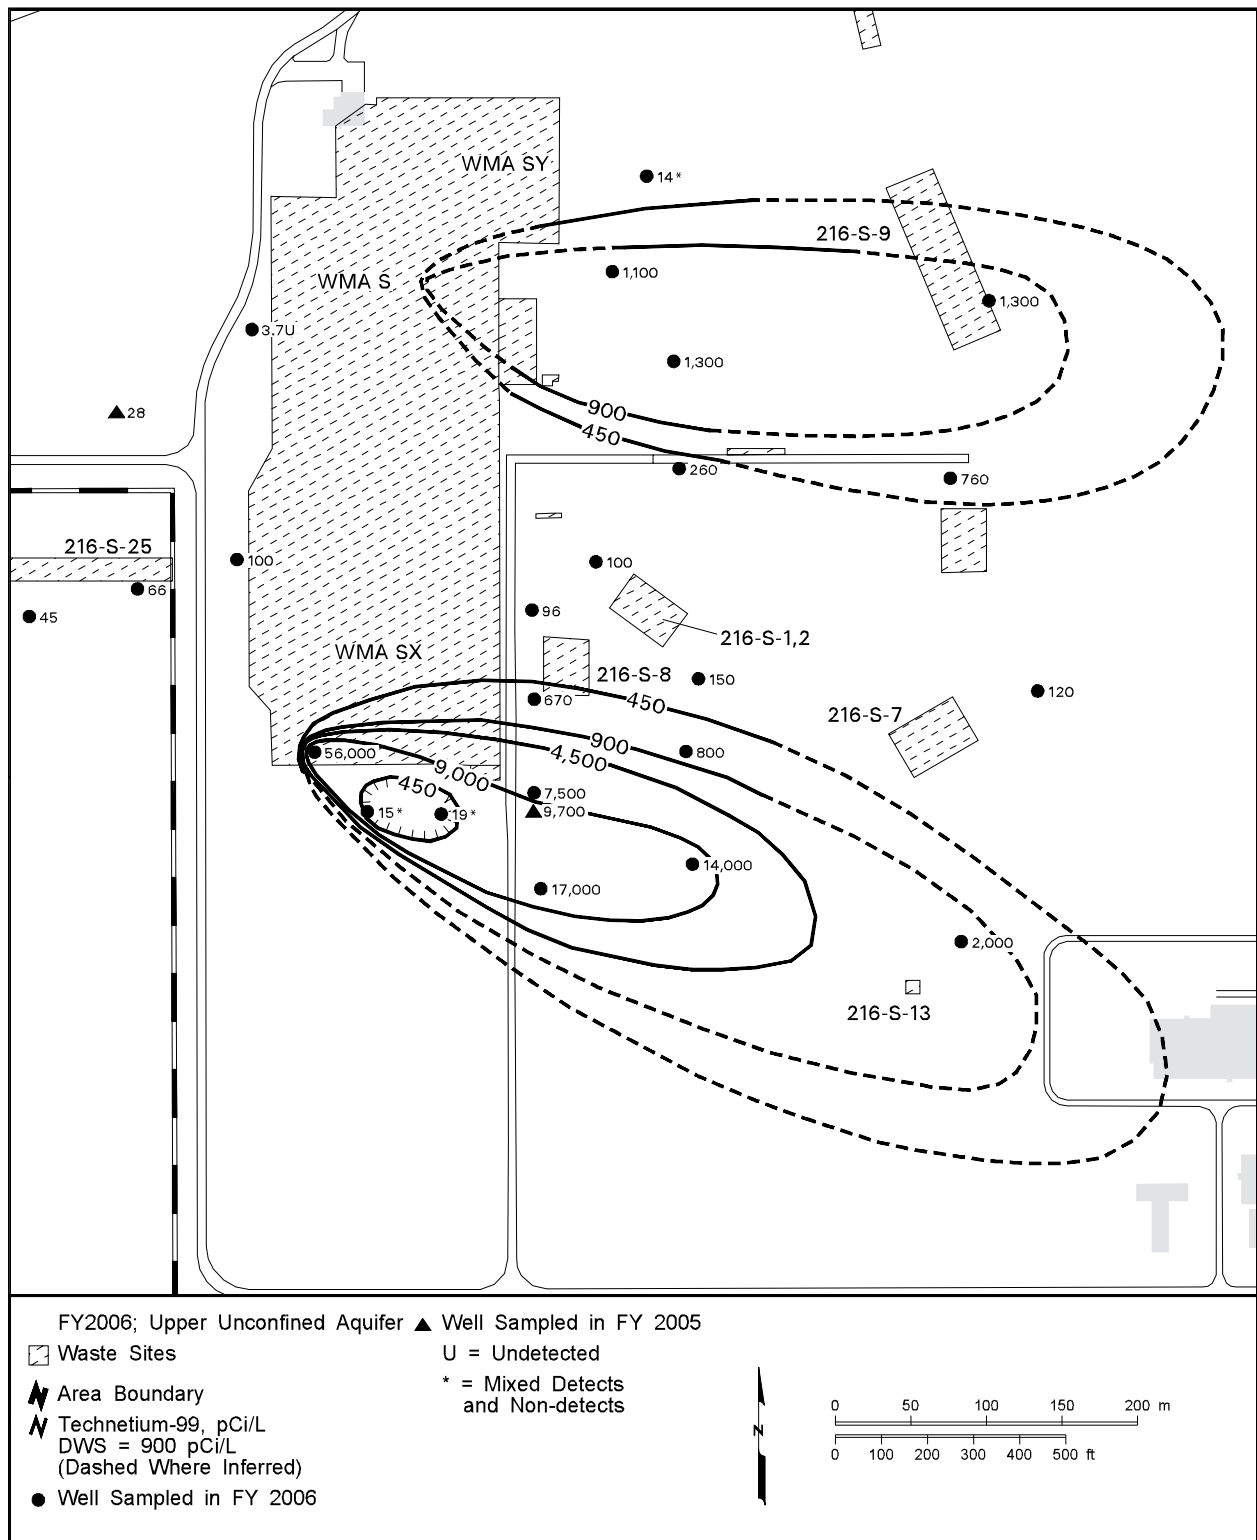 WMA SY
14*
216-S-9
1,100
WMA S
1,300
3.7U
1,300
28
900
450
260
760
216-S-25
100
100
66
96
45
216-S-1,2
WMA SX
216-S-8
150
450
120
670
216-S-7
900
56,000
4,500
800
9,000
450
7,500
15*
19*
9,700
14,000
17,000
2,000
216-S-13
FY2006; Upper Unconfined Aquifer
Waste Sites
Area Boundary
Technetium-99, pCi/L
DWS = 900 pCi/L
(Dashed Where Inferred)
Well Sampled in FY 2006
Well Sampled in FY 2005
U = Undetected
* = Mixed Detects
and Non-detects
N
0 50 100 150 200 m
0 100 200 300 400 500 ft